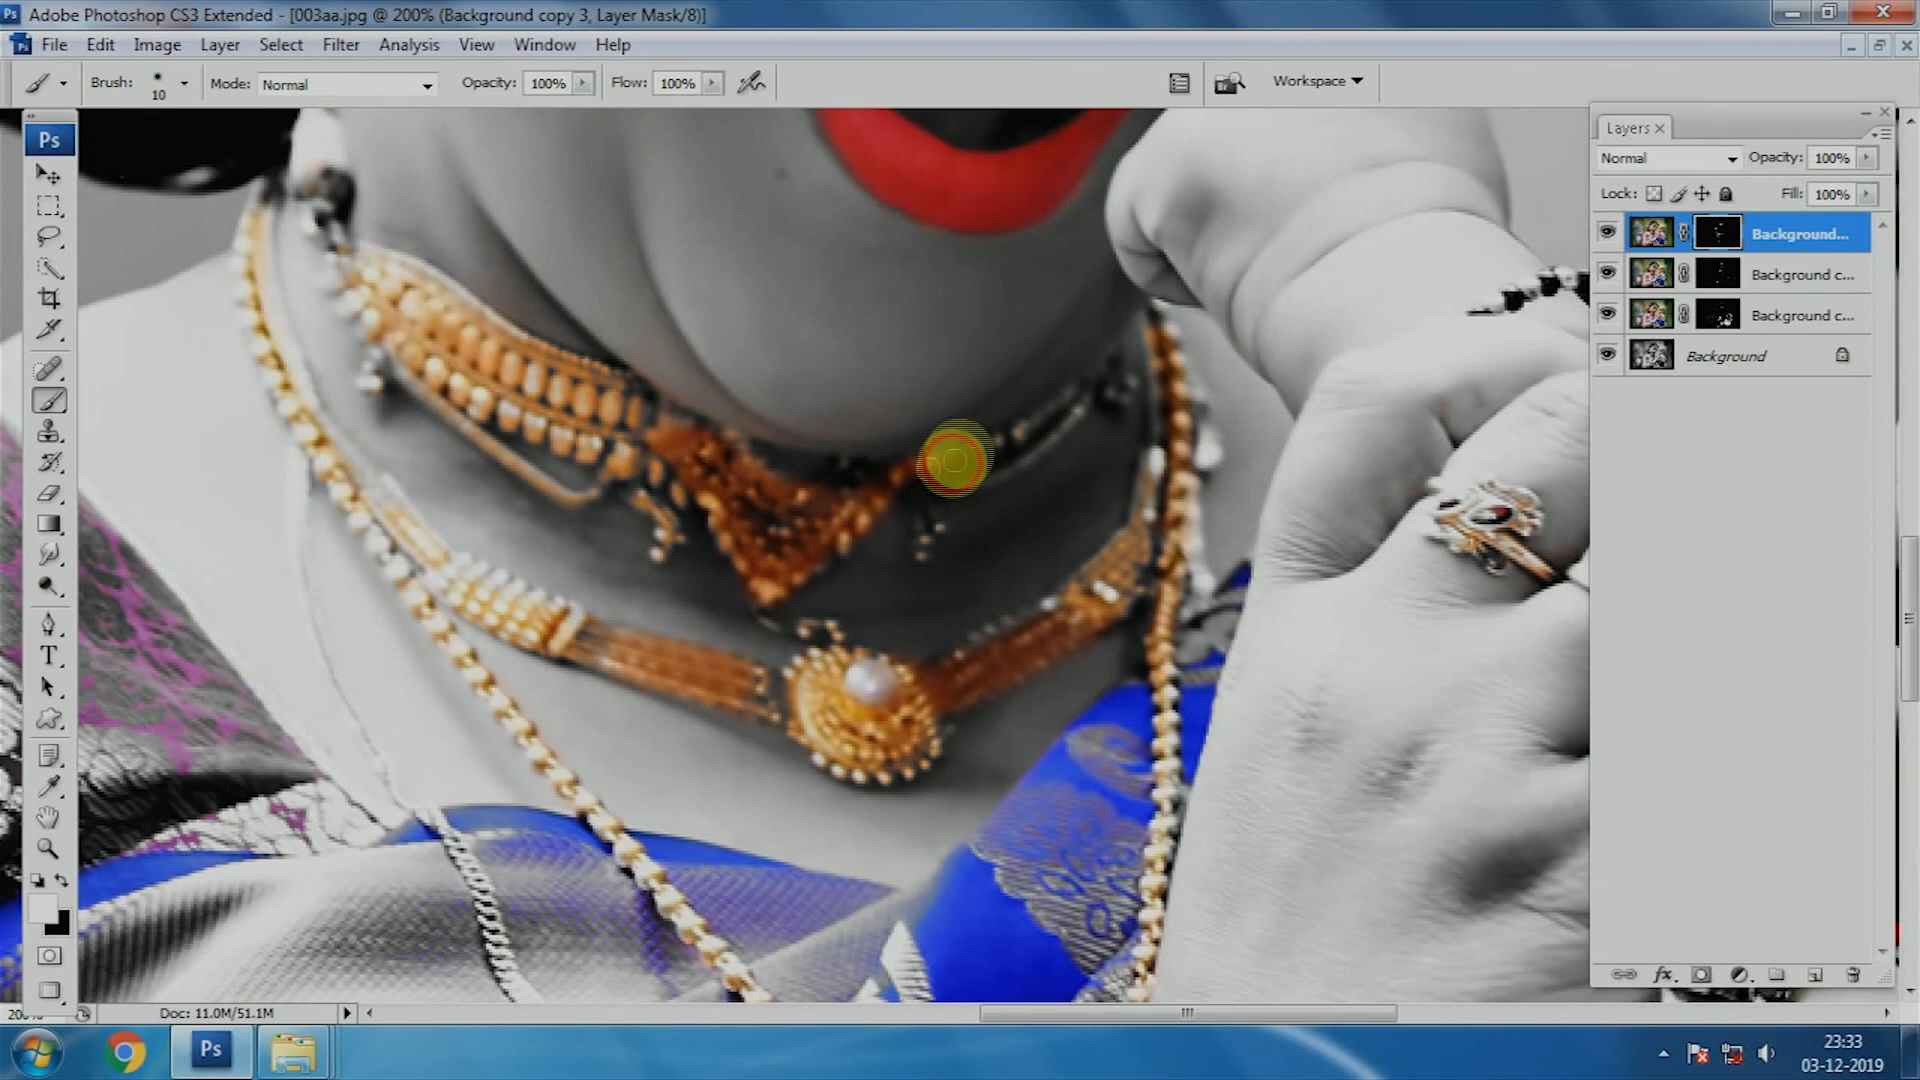 Adobe Photoshop CS3 Extended - [003aa.jpg @ 200% (Background copy 3, Layer Mask/8)]
File Edit Image Layer Select Filter Analysis View Window Help
Brush: 10 Mode: Normal Opacity: 100% Flow: 100% Workspace
Layers
Normal Opacity: 100%
Lock: Fill: 100%
Background...
Background c...
Background c...
Background
Ps
T
Doc: 11.0M/51.1M
Ps
23:33
03-12-2019